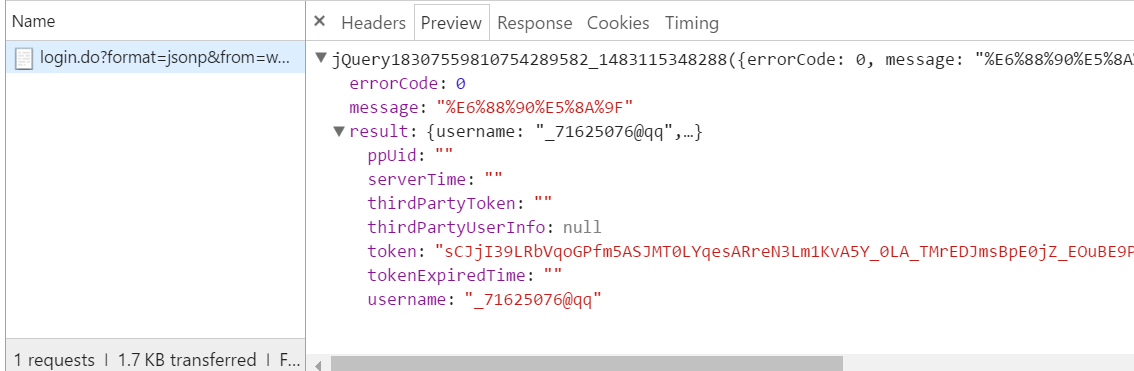 Name
login.do?format=jsonp&from=w...
1 requests | 1.7 KB transferred | F...
× Headers Preview Response Cookies Timing
▼jQuery18307559810754289582_1483115348288({errorCode: 0, message: "%E6%88%90%E5%8A%
errorCode: 0
message: "%E6%88%90%E5%8A%9F"
▼result: {username: "_71625076@qq",…}
ppUid: ""
serverTime: ""
thirdPartyToken: ""
thirdPartyUserInfo: null
token: "sCJjI39LRbVqoGPfm5ASJMT0LYqesARreN3Lm1KvA5Y_0LA_TMrEDJmsBpE0jZ_EOuBE9P
tokenExpiredTime: ""
username: "_71625076@qq"